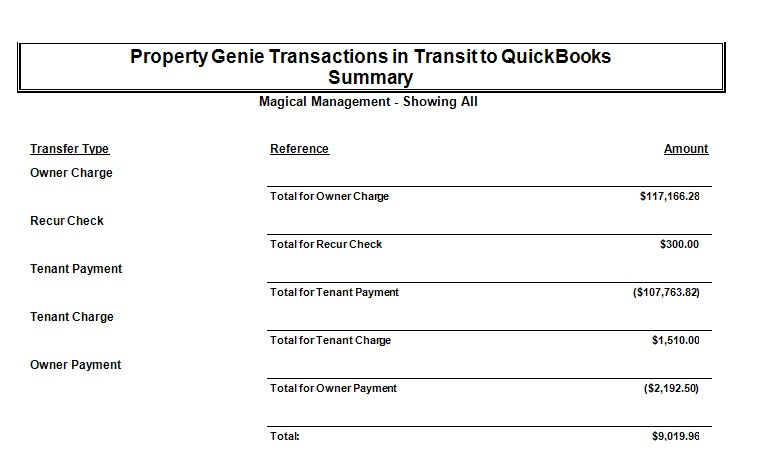 Property Genie Transactions in Transit to QuickBooks
Summary
Magical Management - Showing All
Transfer Type Reference Amount
Owner Charge
Total for Owner Charge $117,166.28
Recur Check
Total for Recur Check $300.00
Tenant Payment
Total for Tenant Payment ($107,763.82)
Tenant Charge
Total for Tenant Charge $1,510.00
Owner Payment
Total for Owner Payment ($2,192.50)
Total: $9,019.96